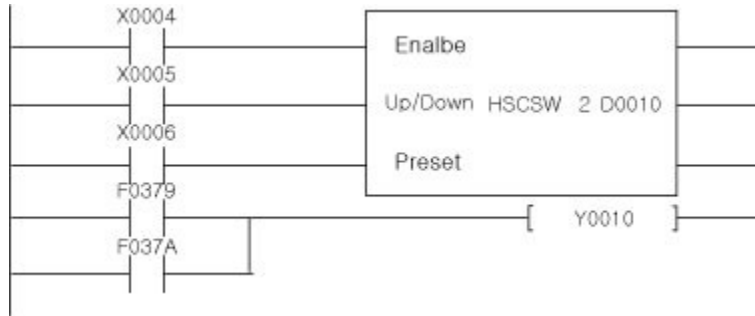 X0004
Enalbe
X0005
Up/Down HSCSW 2 D0010
X0006
Preset
F0379
Y0010
F037A